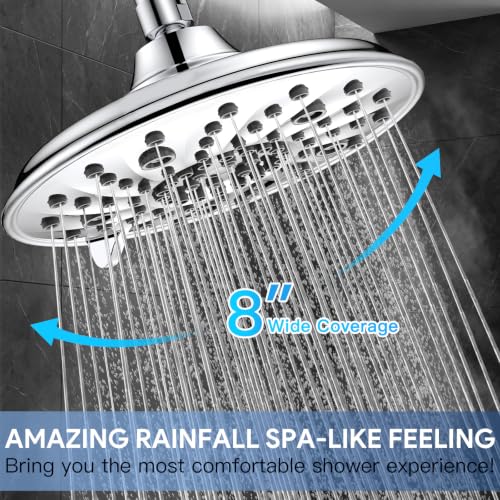 8"
Wide Coverage
AMAZING RAINFALL SPA-LIKE FEELING
Bring you the most comfortable shower experience!